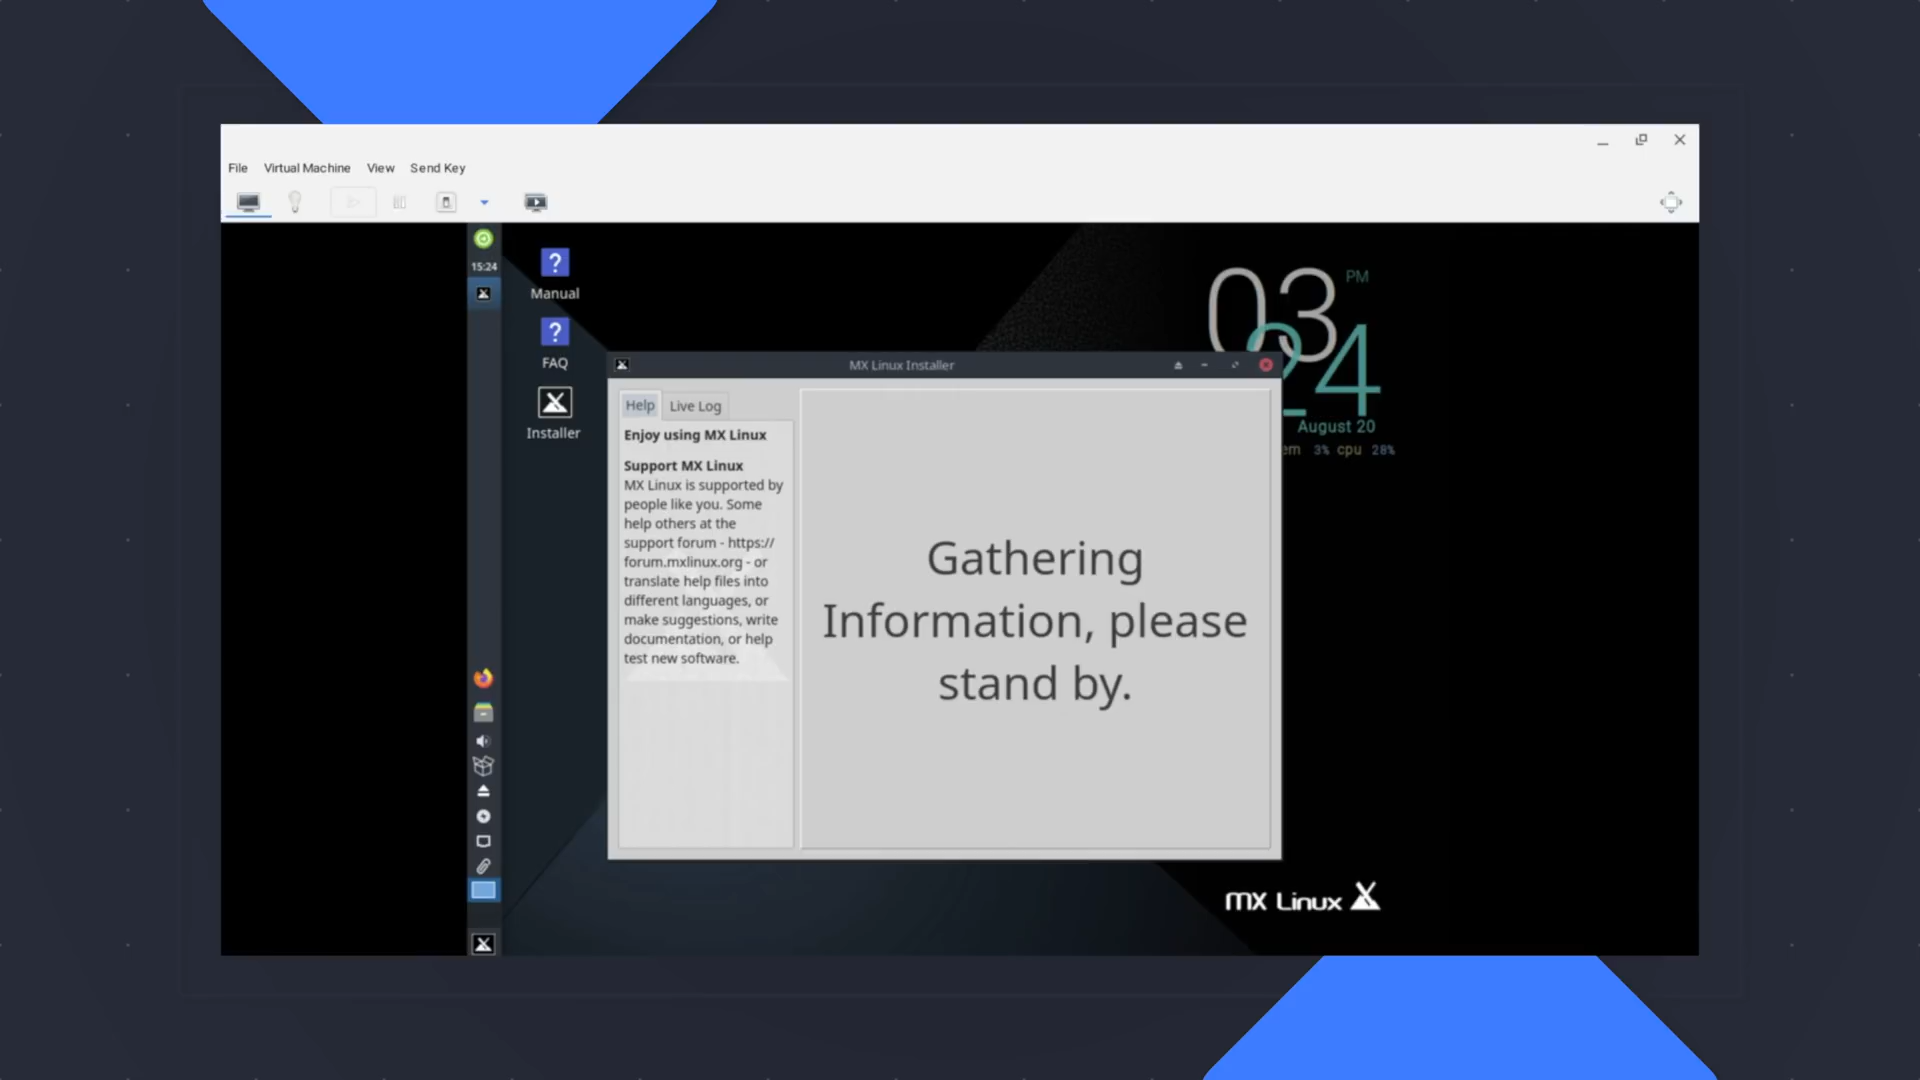 File Virtual Machine View Send Key
15:24
Manual
FAQ
Installer
03 PM
24
August 20
em 3% cpu 28%
MX Linux Installer
Help Live Log
Enjoy using MX Linux
Support MX Linux
MX Linux is supported by
people like you. Some
help others at the
support forum - https://
forum.mxlinux.org - or
translate help files into
different languages, or
make suggestions, write
documentation, or help
test new software.
Gathering
Information, please
stand by.
MX Linux